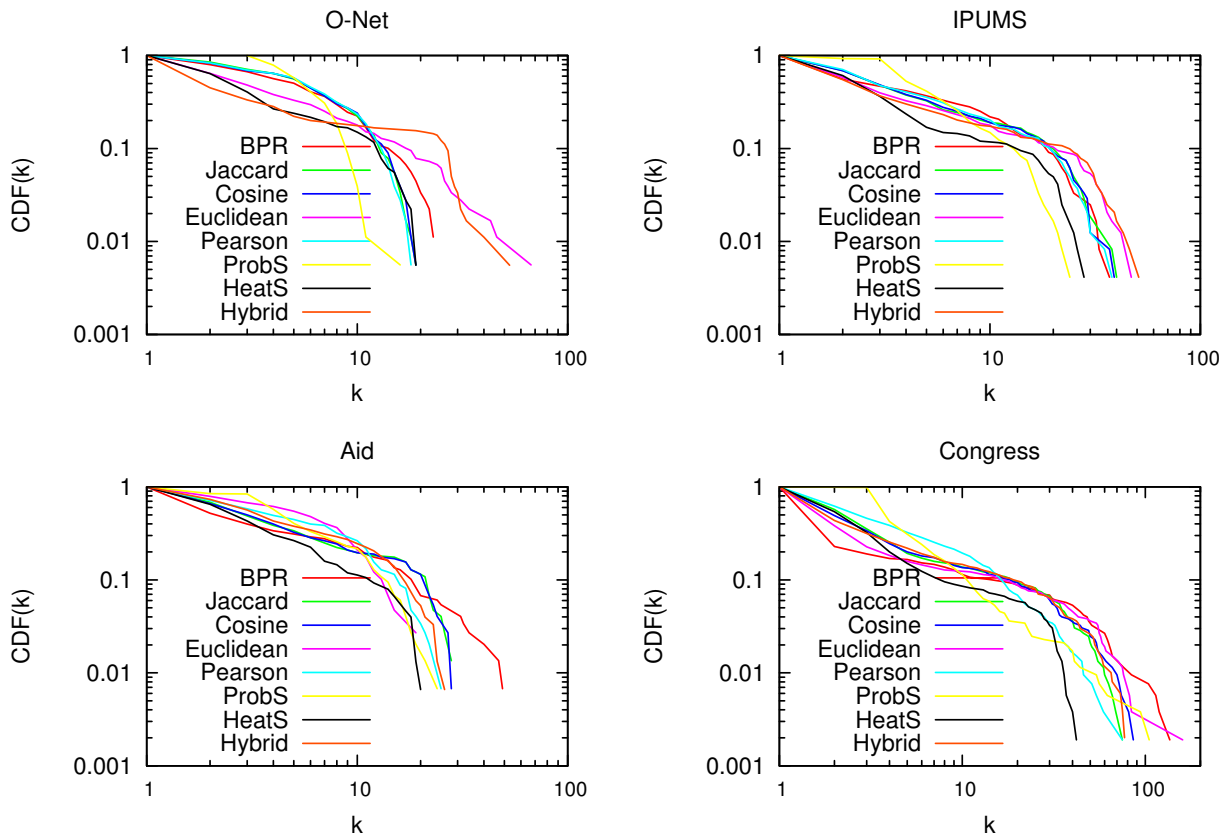 O-Net
1
0.1
0.01
0.001
1
10
100
CDF(k)
k
BPR
Jaccard
Cosine
Euclidean
Pearson
ProbS
HeatS
Hybrid
IPUMS
1
0.1
0.01
0.001
1
10
100
CDF(k)
k
BPR
Jaccard
Cosine
Euclidean
Pearson
ProbS
HeatS
Hybrid
Aid
1
0.1
0.01
0.001
1
10
100
CDF(k)
k
BPR
Jaccard
Cosine
Euclidean
Pearson
ProbS
HeatS
Hybrid
Congress
1
0.1
0.01
0.001
1
10
100
CDF(k)
k
BPR
Jaccard
Cosine
Euclidean
Pearson
ProbS
HeatS
Hybrid